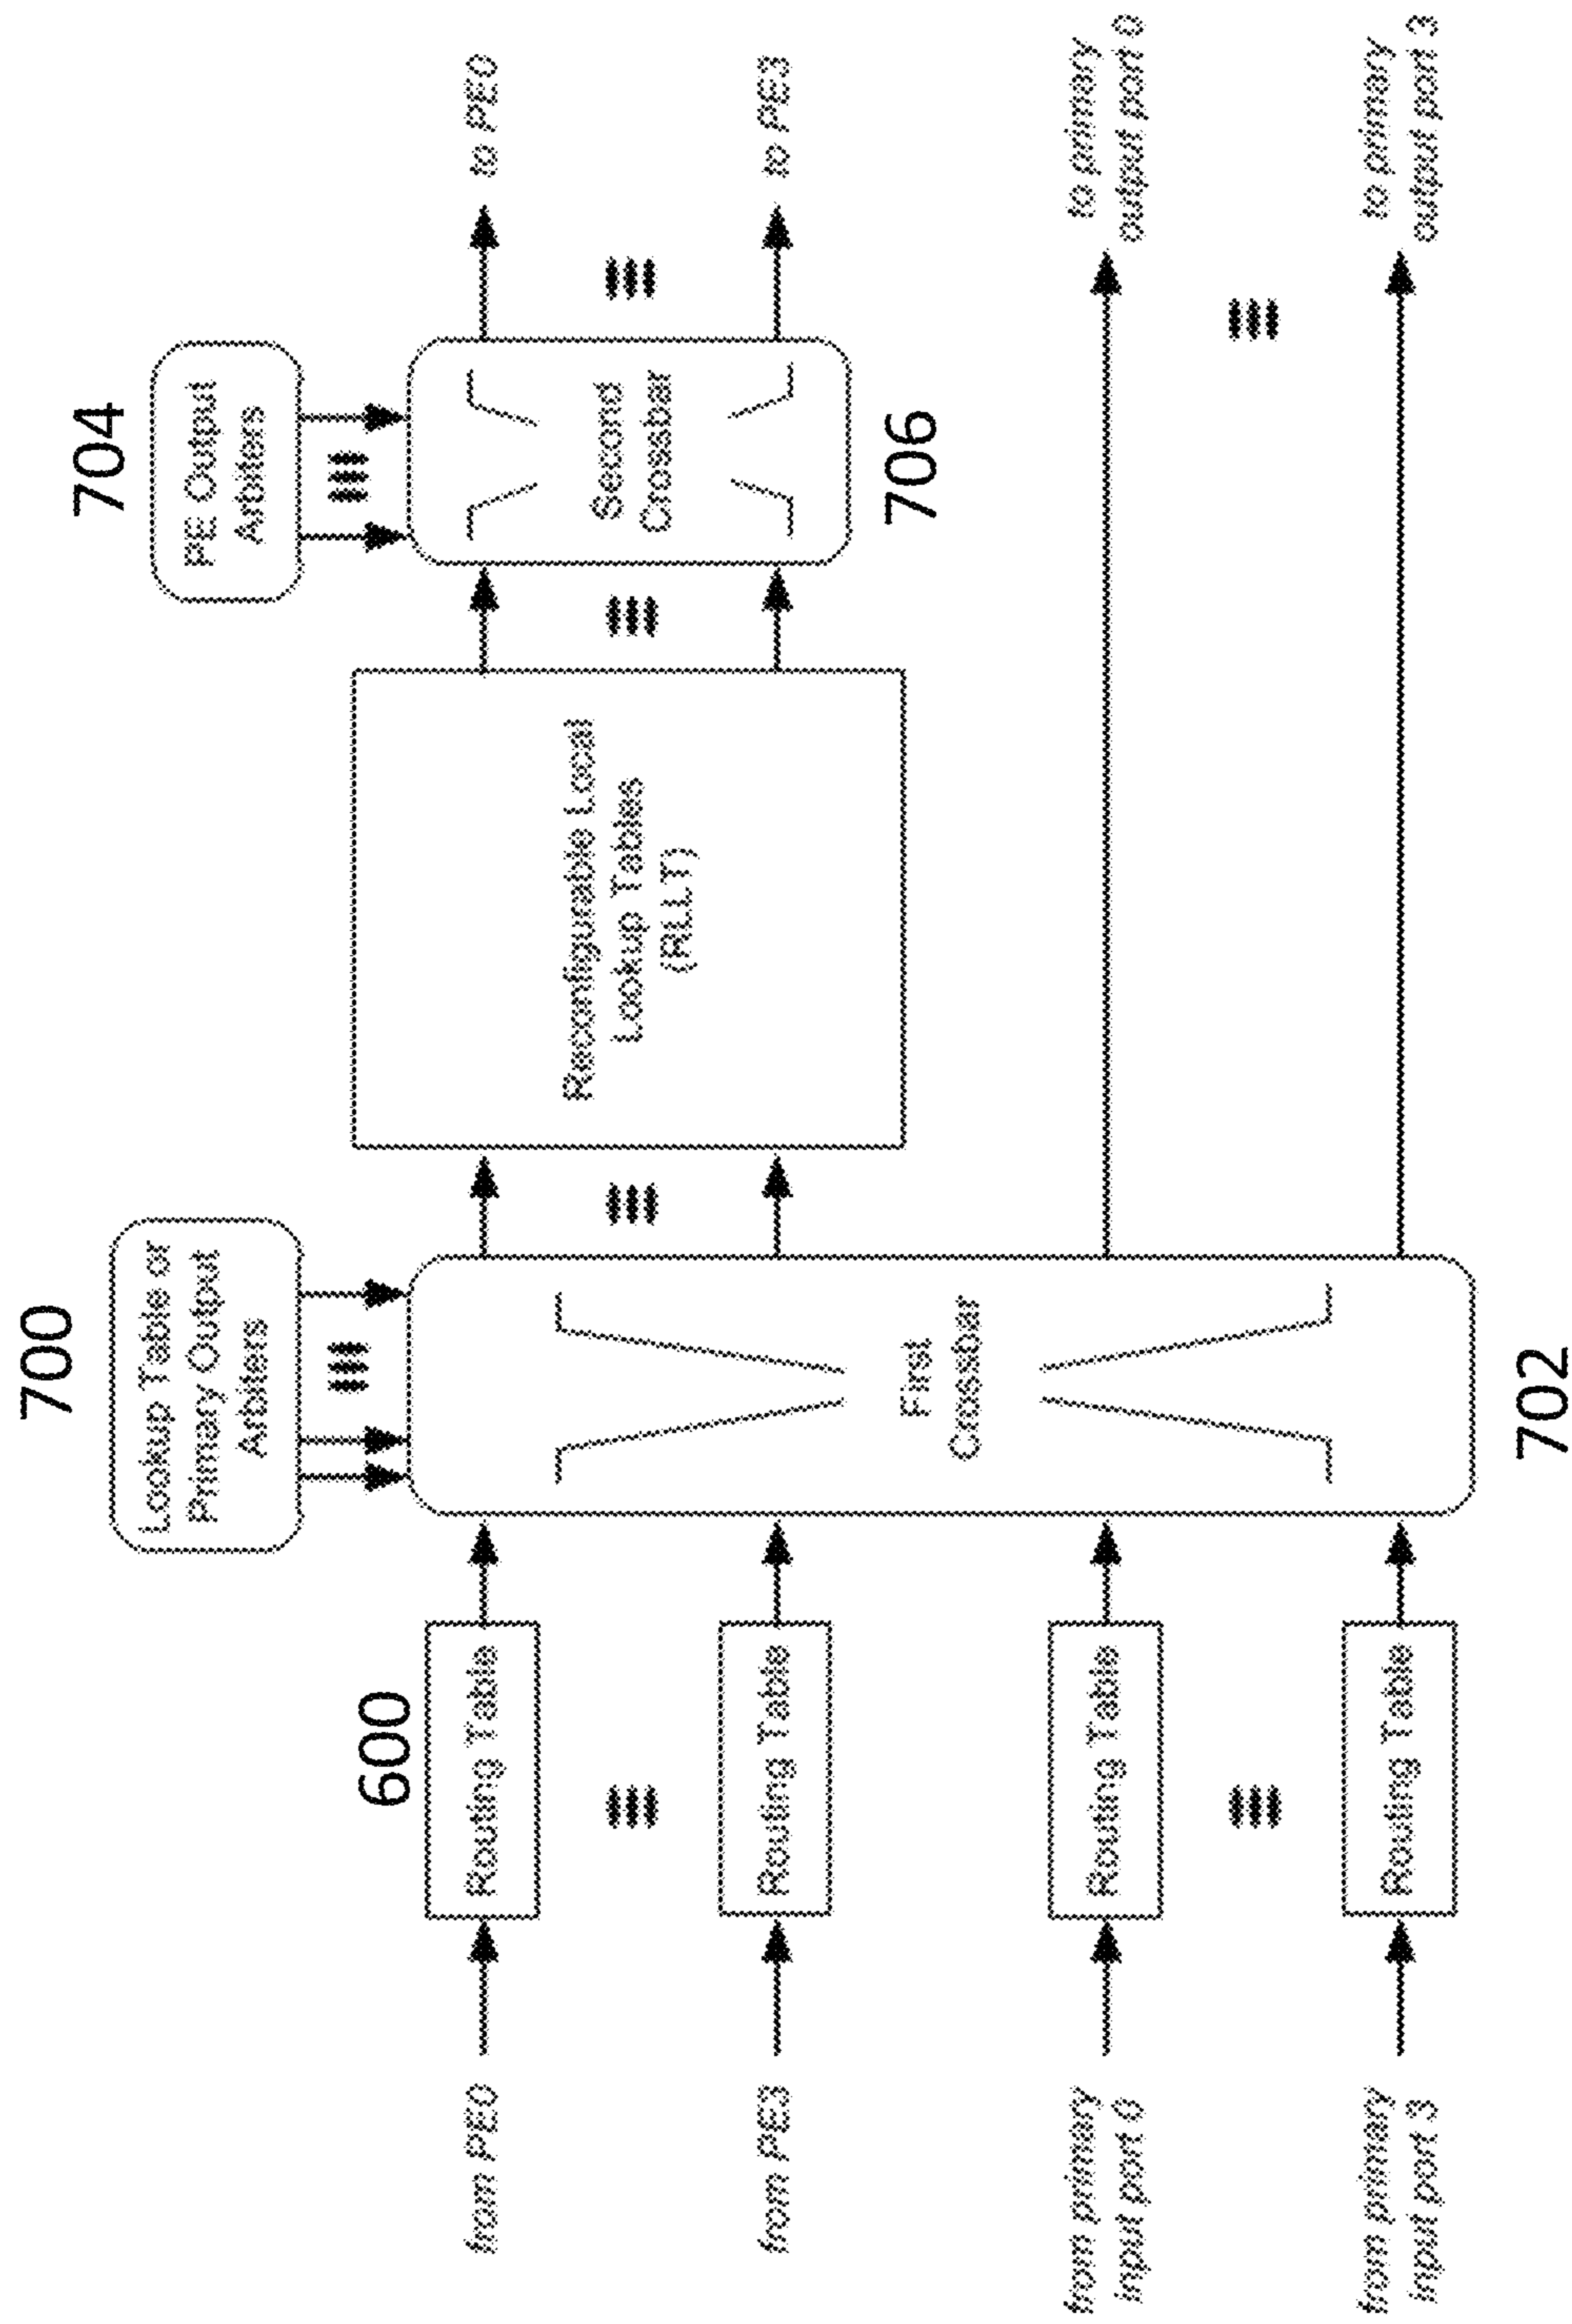 700
Lookup Table or
Primary Output
Arbiters
704
PE Output
Arbiters
600
from PE0
Routing Table
Reconfigurable Local
Lookup Tables
(RLLT)
Second
Crossbar
to PE0
from PE3
Routing Table
to PE3
706
First
Crossbar
from primary
input port 0
Routing Table
to primary
output port 0
from primary
input port 3
Routing Table
to primary
output port 3
702